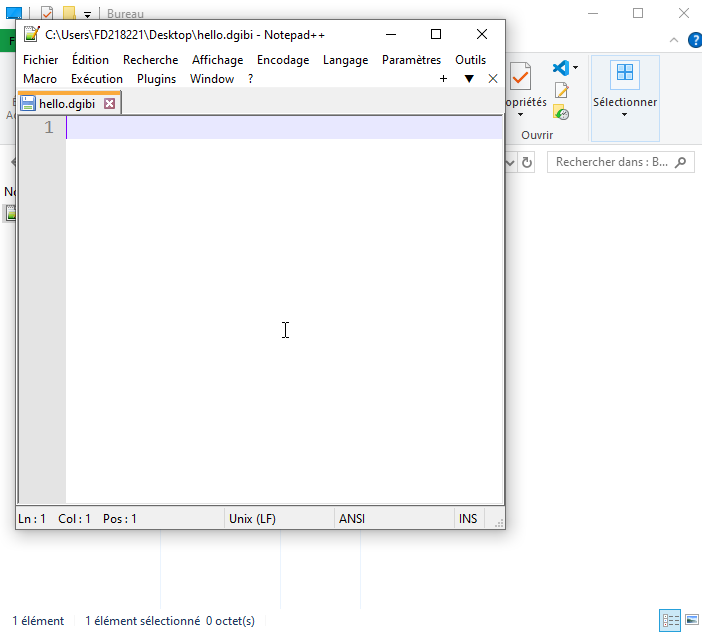 Bureau
C:\Users\FD218221\Desktop\hello.dgibi - Notepad++
Fichier Édition Recherche Affichage Encodage Langage Paramètres Outils
Macro Exécution Plugins Window ?
+ ▼ X
hello.dgibi
opriétés
Sélectionner
Ouvrir
Rechercher dans : B...
1
Ln : 1 Col : 1 Pos : 1 Unix (LF) ANSI INS
1 élément 1 élément sélectionné 0 octet(s)